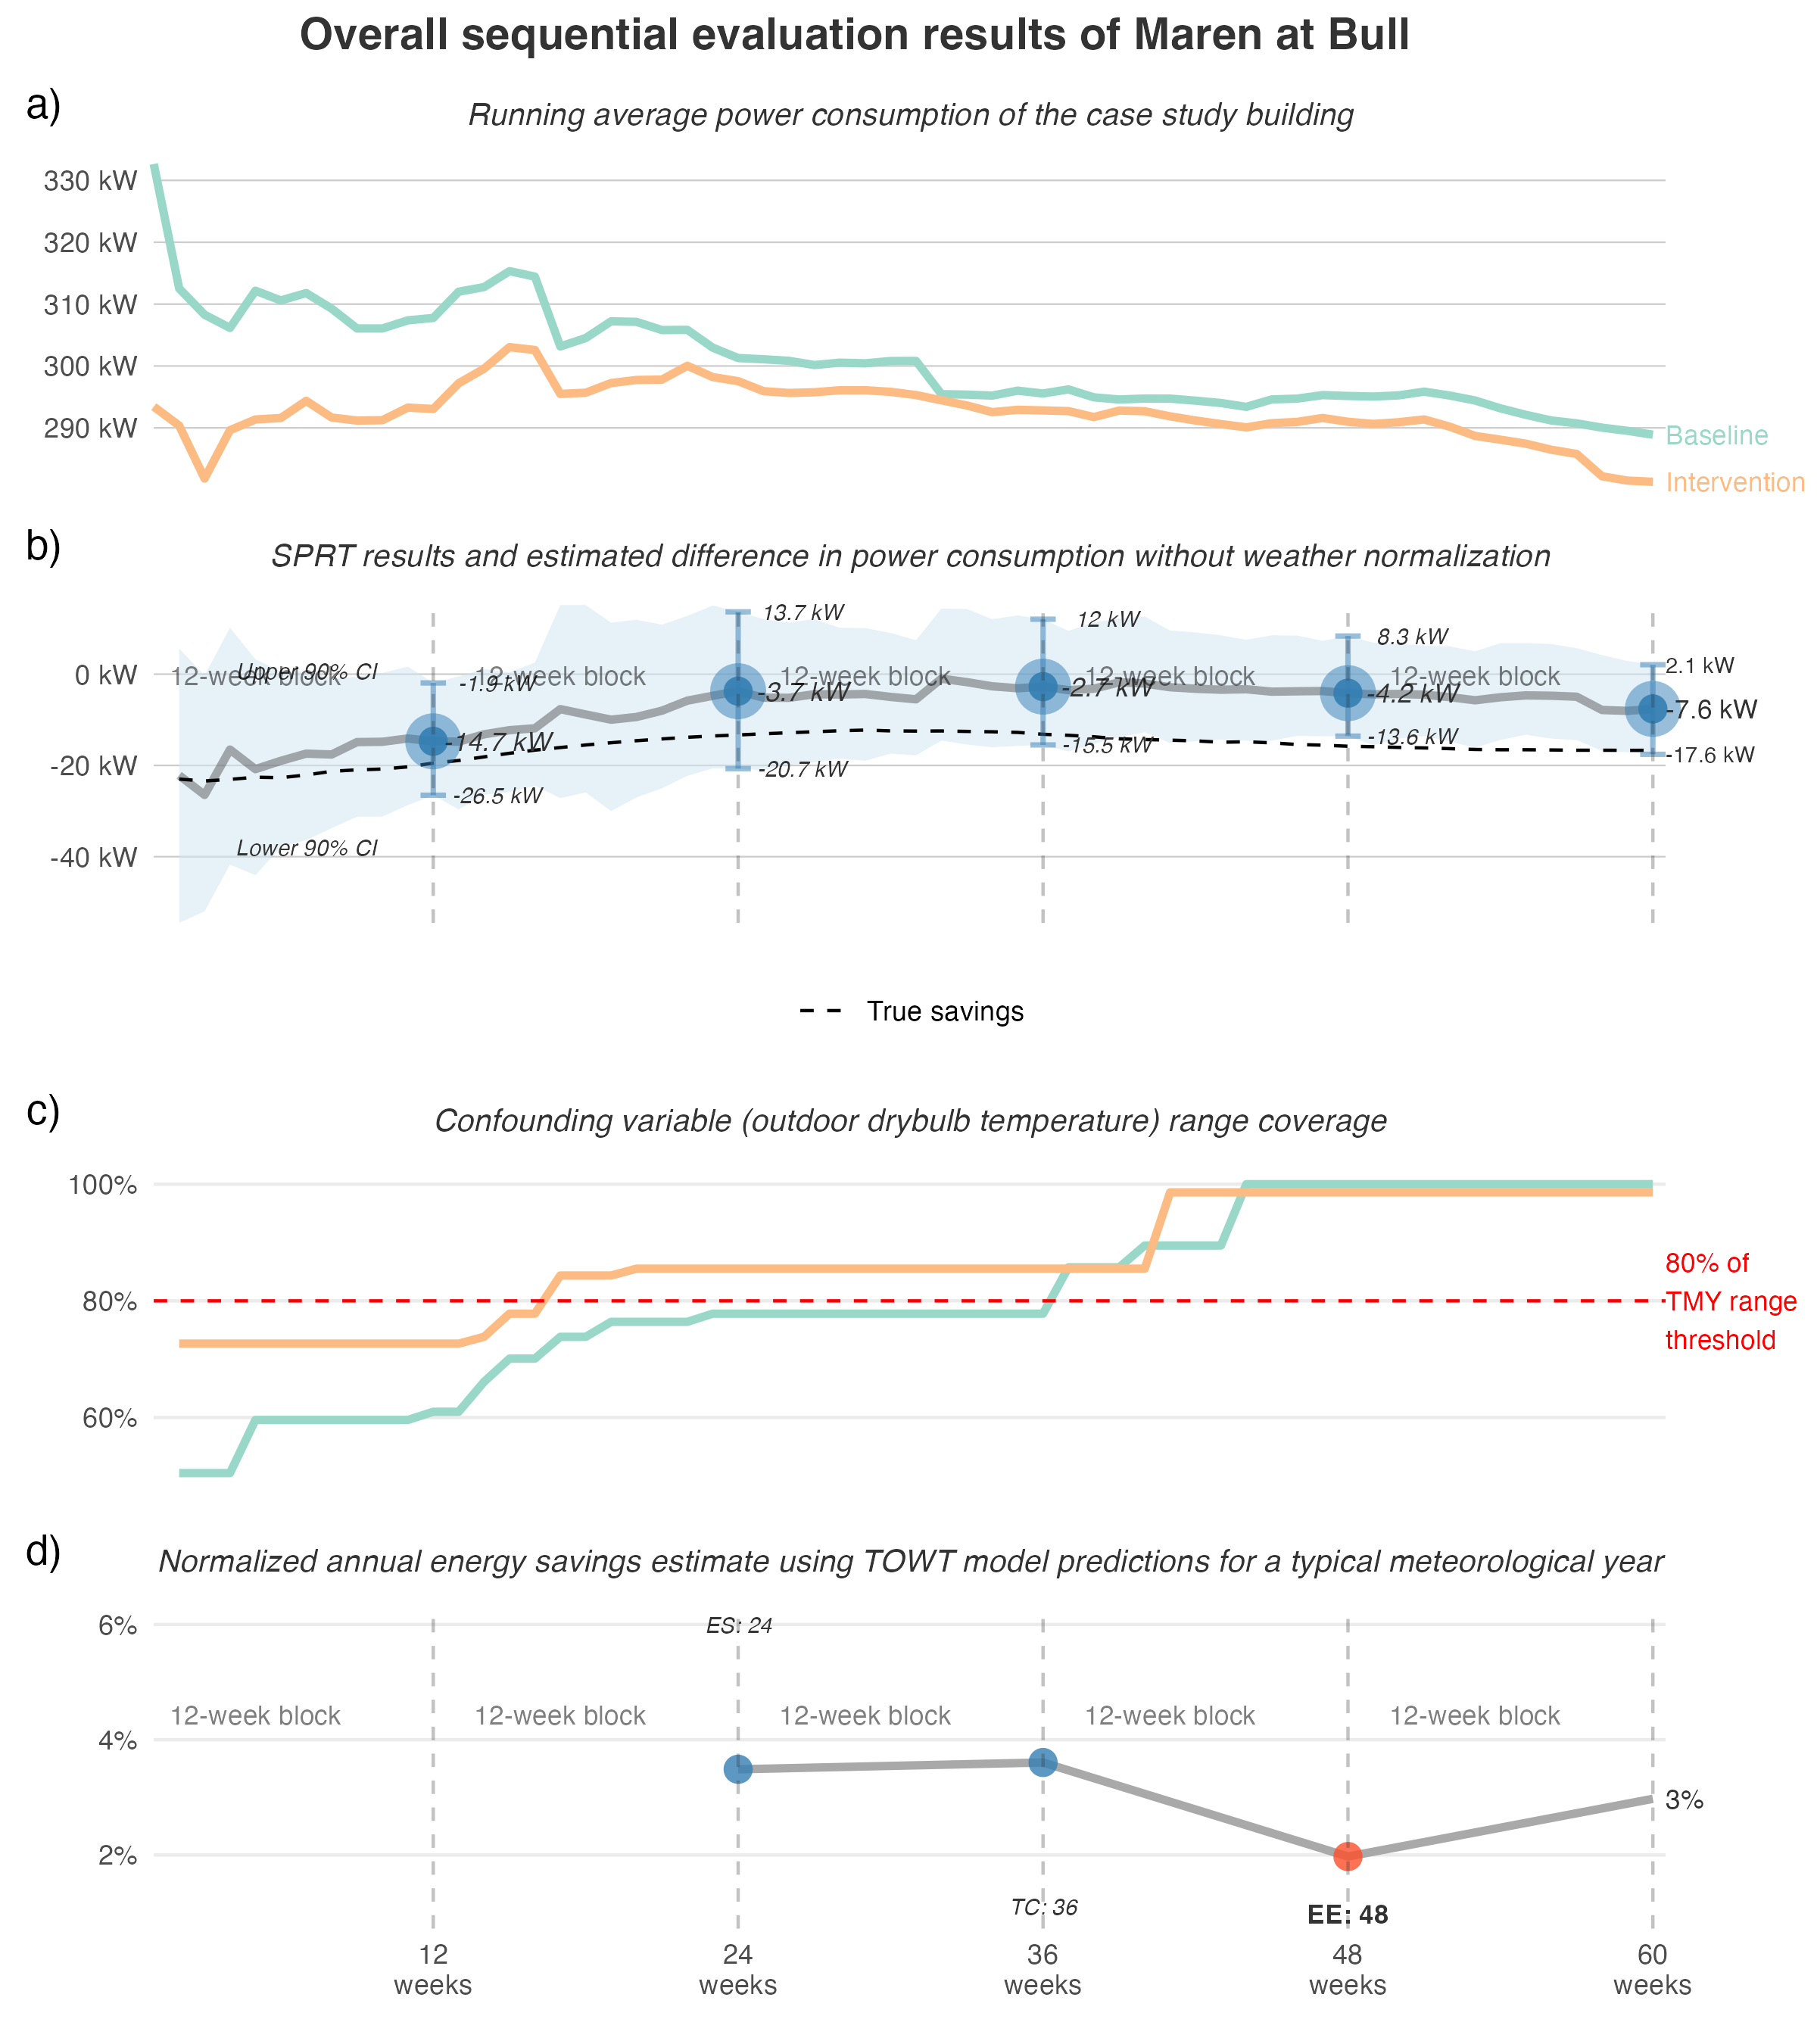 Overall sequential evaluation results of Maren at Bull
a)
Running average power consumption of the case study building
330 kW
320 kW
310 kW
300 kW
290 kW
Baseline
Intervention
b)
SPRT results and estimated difference in power consumption without weather normalization
13.7 kW
12 kW
8.3 kW
2.1 kW
0 kW
12-week block
Upper 90% CI
-1.9 kW
12-week block
12-week block
12-week block
12-week block
-3.7 kW
-2.7 kW
-4.2 kW
-7.6 kW
-14.7 kW
-15.5 kW
-13.6 kW
-17.6 kW
-20 kW
-20.7 kW
-26.5 kW
Lower 90% CI
-40 kW
True savings
c)
Confounding variable (outdoor drybulb temperature) range coverage
100%
80%
60%
80% of
TMY range
threshold
d)
Normalized annual energy savings estimate using TOWT model predictions for a typical meteorological year
6%
ES: 24
12-week block
12-week block
12-week block
12-week block
12-week block
4%
3%
2%
TC: 36
EE: 48
12
weeks
24
weeks
36
weeks
48
weeks
60
weeks